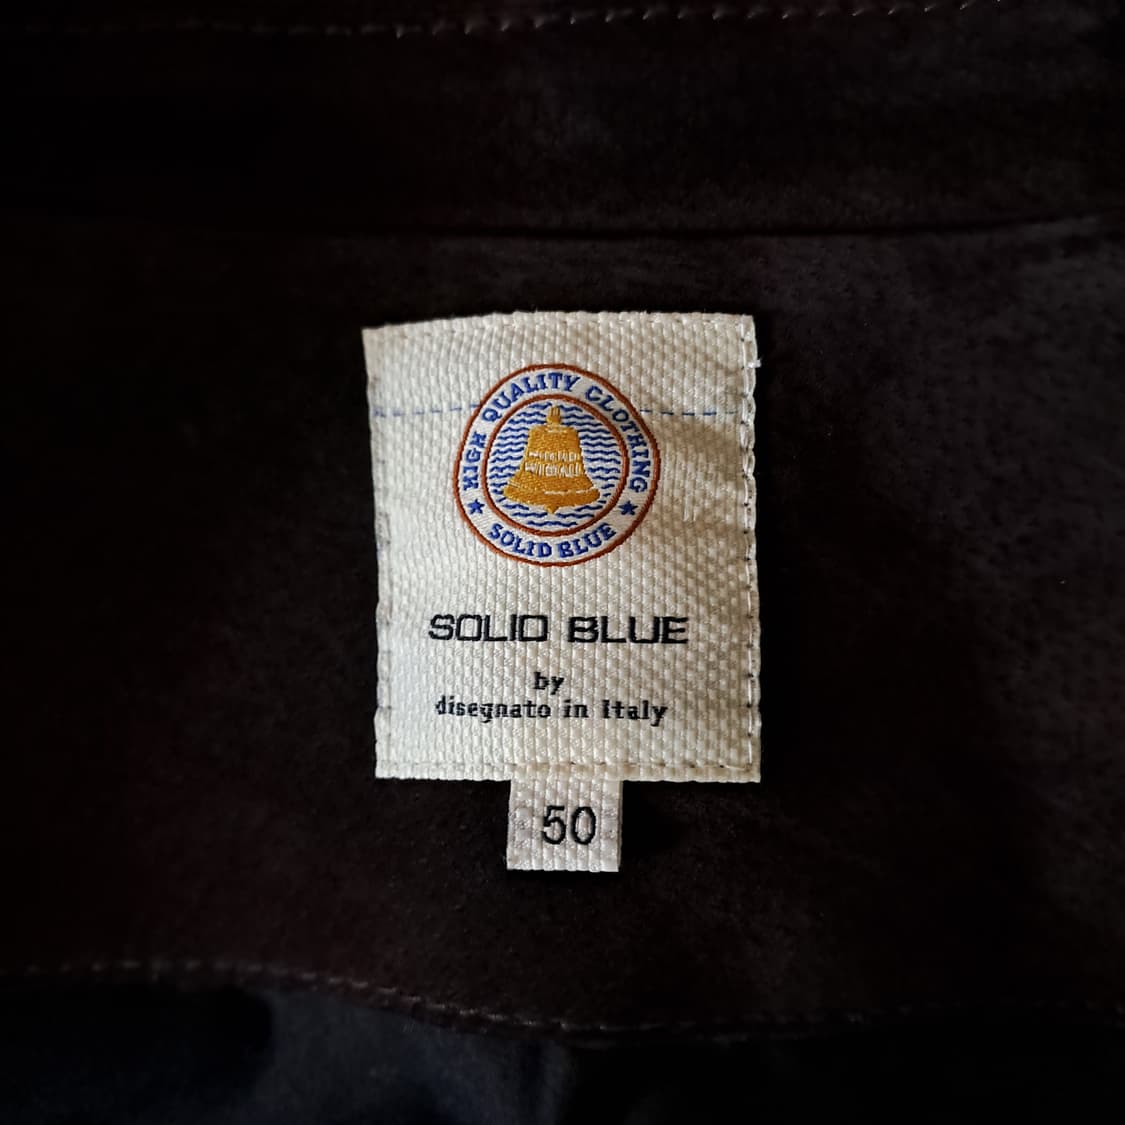 HIGH QUALITY CLOTHING
★ SOLID BLUE ★
SOLID BLUE
by
disegnato in Italy
50